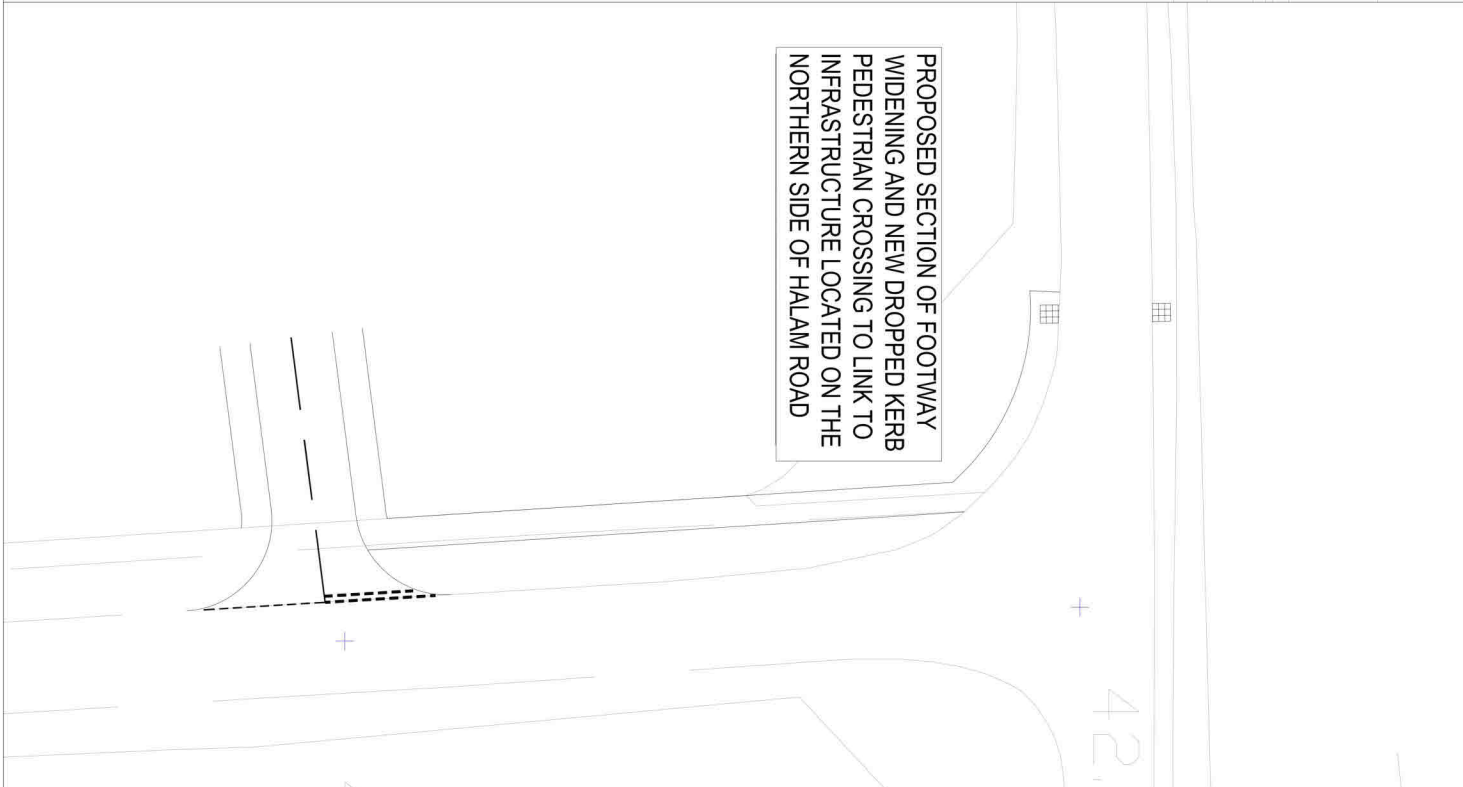 PROPOSED SECTION OF FOOTWAY
WIDENING AND NEW DROPPED KERB
PEDESTRIAN CROSSING TO LINK TO
INFRASTRUCTURE LOCATED ON THE
NORTHERN SIDE OF HALAM ROAD
42.